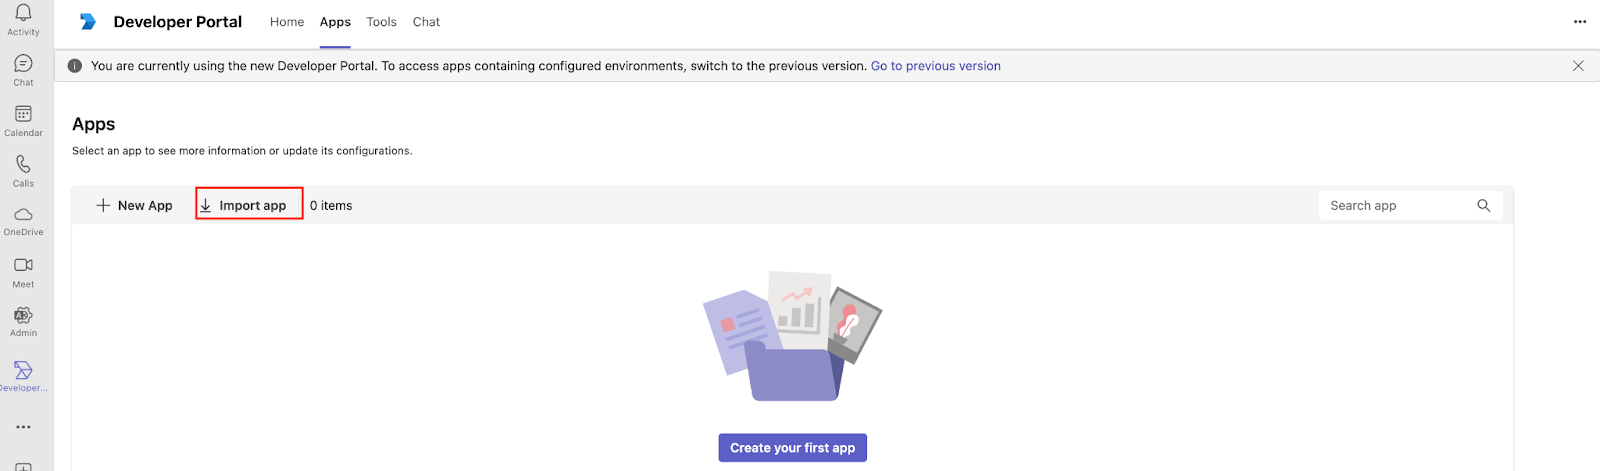 Developer Portal Home Apps Tools Chat
You are currently using the new Developer Portal. To access apps containing configured environments, switch to the previous version. Go to previous version
Activity
Chat
Calendar
Calls
OneDrive
Meet
Admin
Developer...
Apps
Select an app to see more information or update its configurations.
New App Import app 0 items Search app
Create your first app